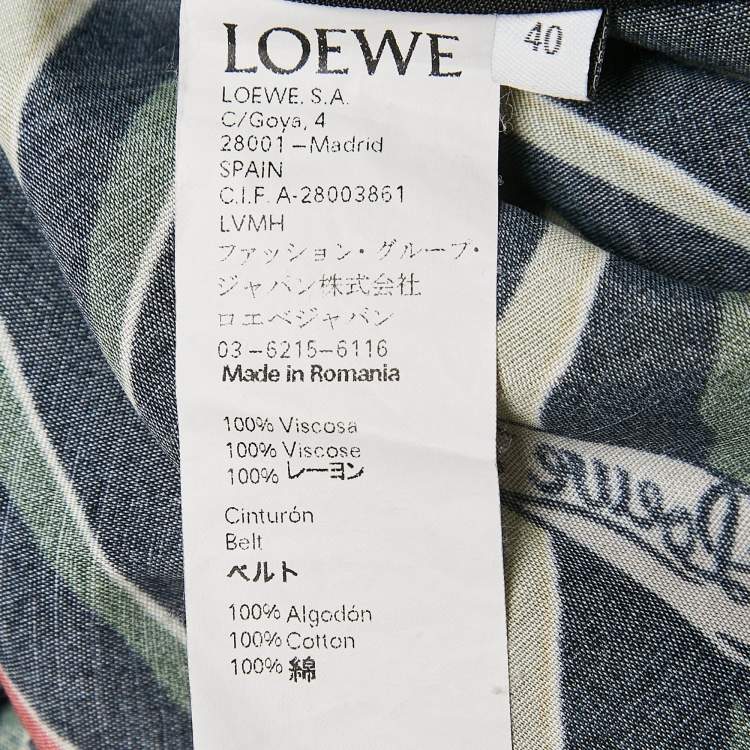 LOEWE
40
LOEWE. S.A.
C/Goya, 4
28001 – Madrid
SPAIN
C.I.F. A-28003861
LVMH
ファッション・グループ・
ジャパン株式会社
ロエベジャパン
03-6215-6116
Made in Romania
100% Viscosa
100% Viscose
100% レーヨン
Cinturón
Belt
ベルト
100% Algodón
100% Cotton
100% 綿